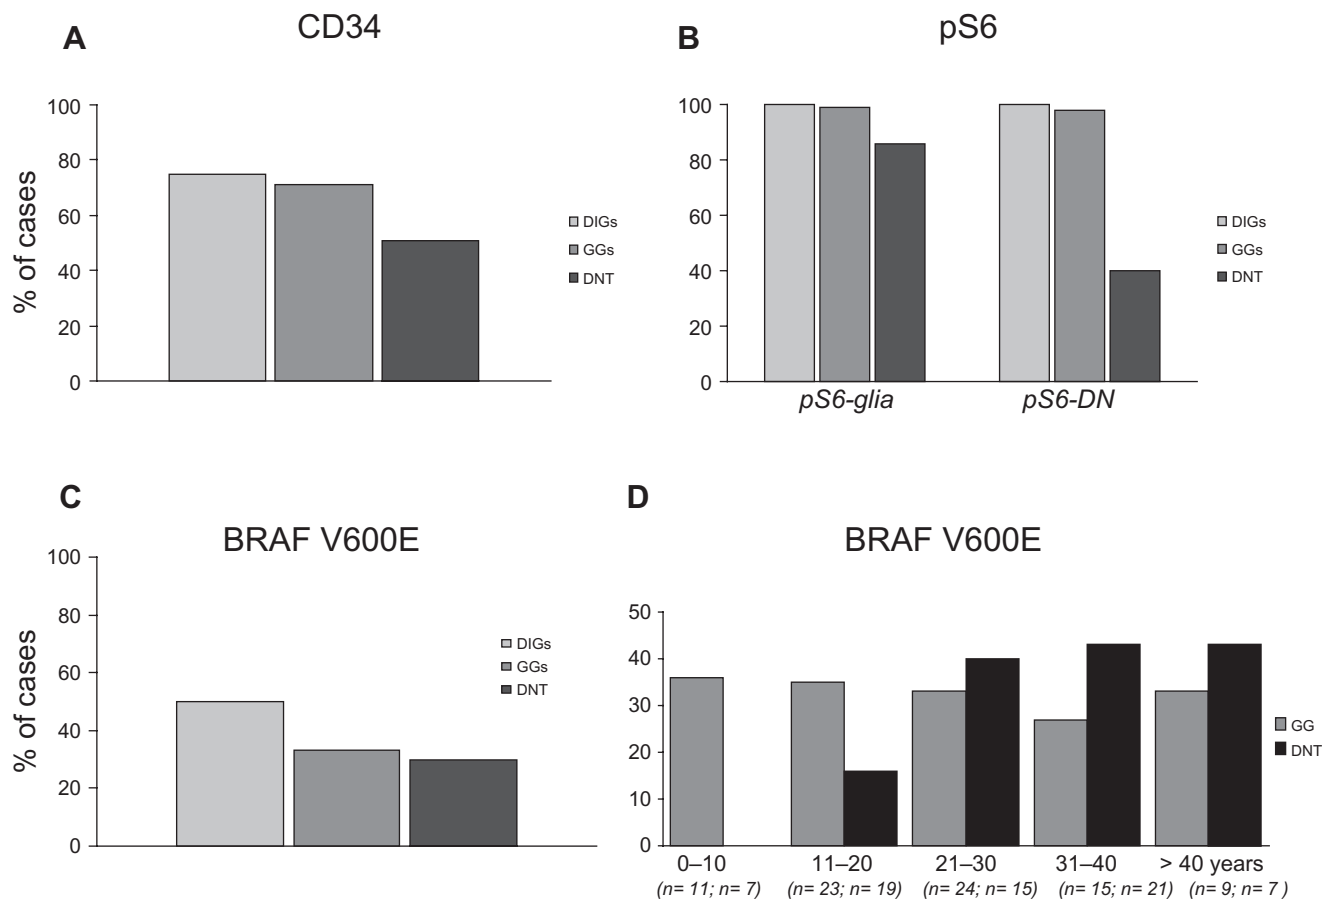 A
CD34
% of cases
100
80
60
40
20
0
DIGs
GGs
DNT
B
pS6
100
80
60
40
20
0
pS6-glia
pS6-DN
DIGs
GGs
DNT
C
BRAF V600E
% of cases
100
80
60
40
20
0
DIGs
GGs
DNT
D
BRAF V600E
50
40
30
20
10
0
0–10 11–20 21–30 31–40 > 40 years
(n= 11; n= 7) (n= 23; n= 19) (n= 24; n= 15) (n= 15; n= 21) (n= 9; n= 7 )
GG
DNT